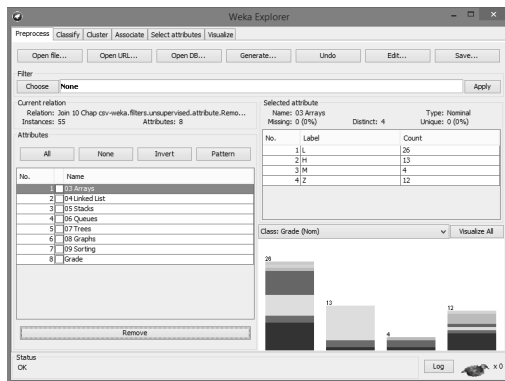 Weka Explorer
Preprocess Classify Cluster Associate Select attributes Visualize
Open file... Open URL... Open DB... Generate... Undo Edit... Save...
Filter
Choose None Apply
Current relation
Relation: Join 10 Chap csv-weka.filters.unsupervised.attribute.Remo...
Instances: 55 Attributes: 8
Attributes
All None Invert Pattern
No. Name
1 03 Arrays
2 04 Linked List
3 05 Stacks
4 06 Queues
5 07 Trees
6 08 Graphs
7 09 Sorting
8 Grade
Remove
Selected attribute
Name: 03 Arrays Type: Nominal
Missing: 0 (0%) Distinct: 4 Unique: 0 (0%)
No. Label Count
1 L 26
2 H 13
3 M 4
4 Z 12
Class: Grade (Nom) Visualize All
26
13
4
12
Status
OK
Log x 0